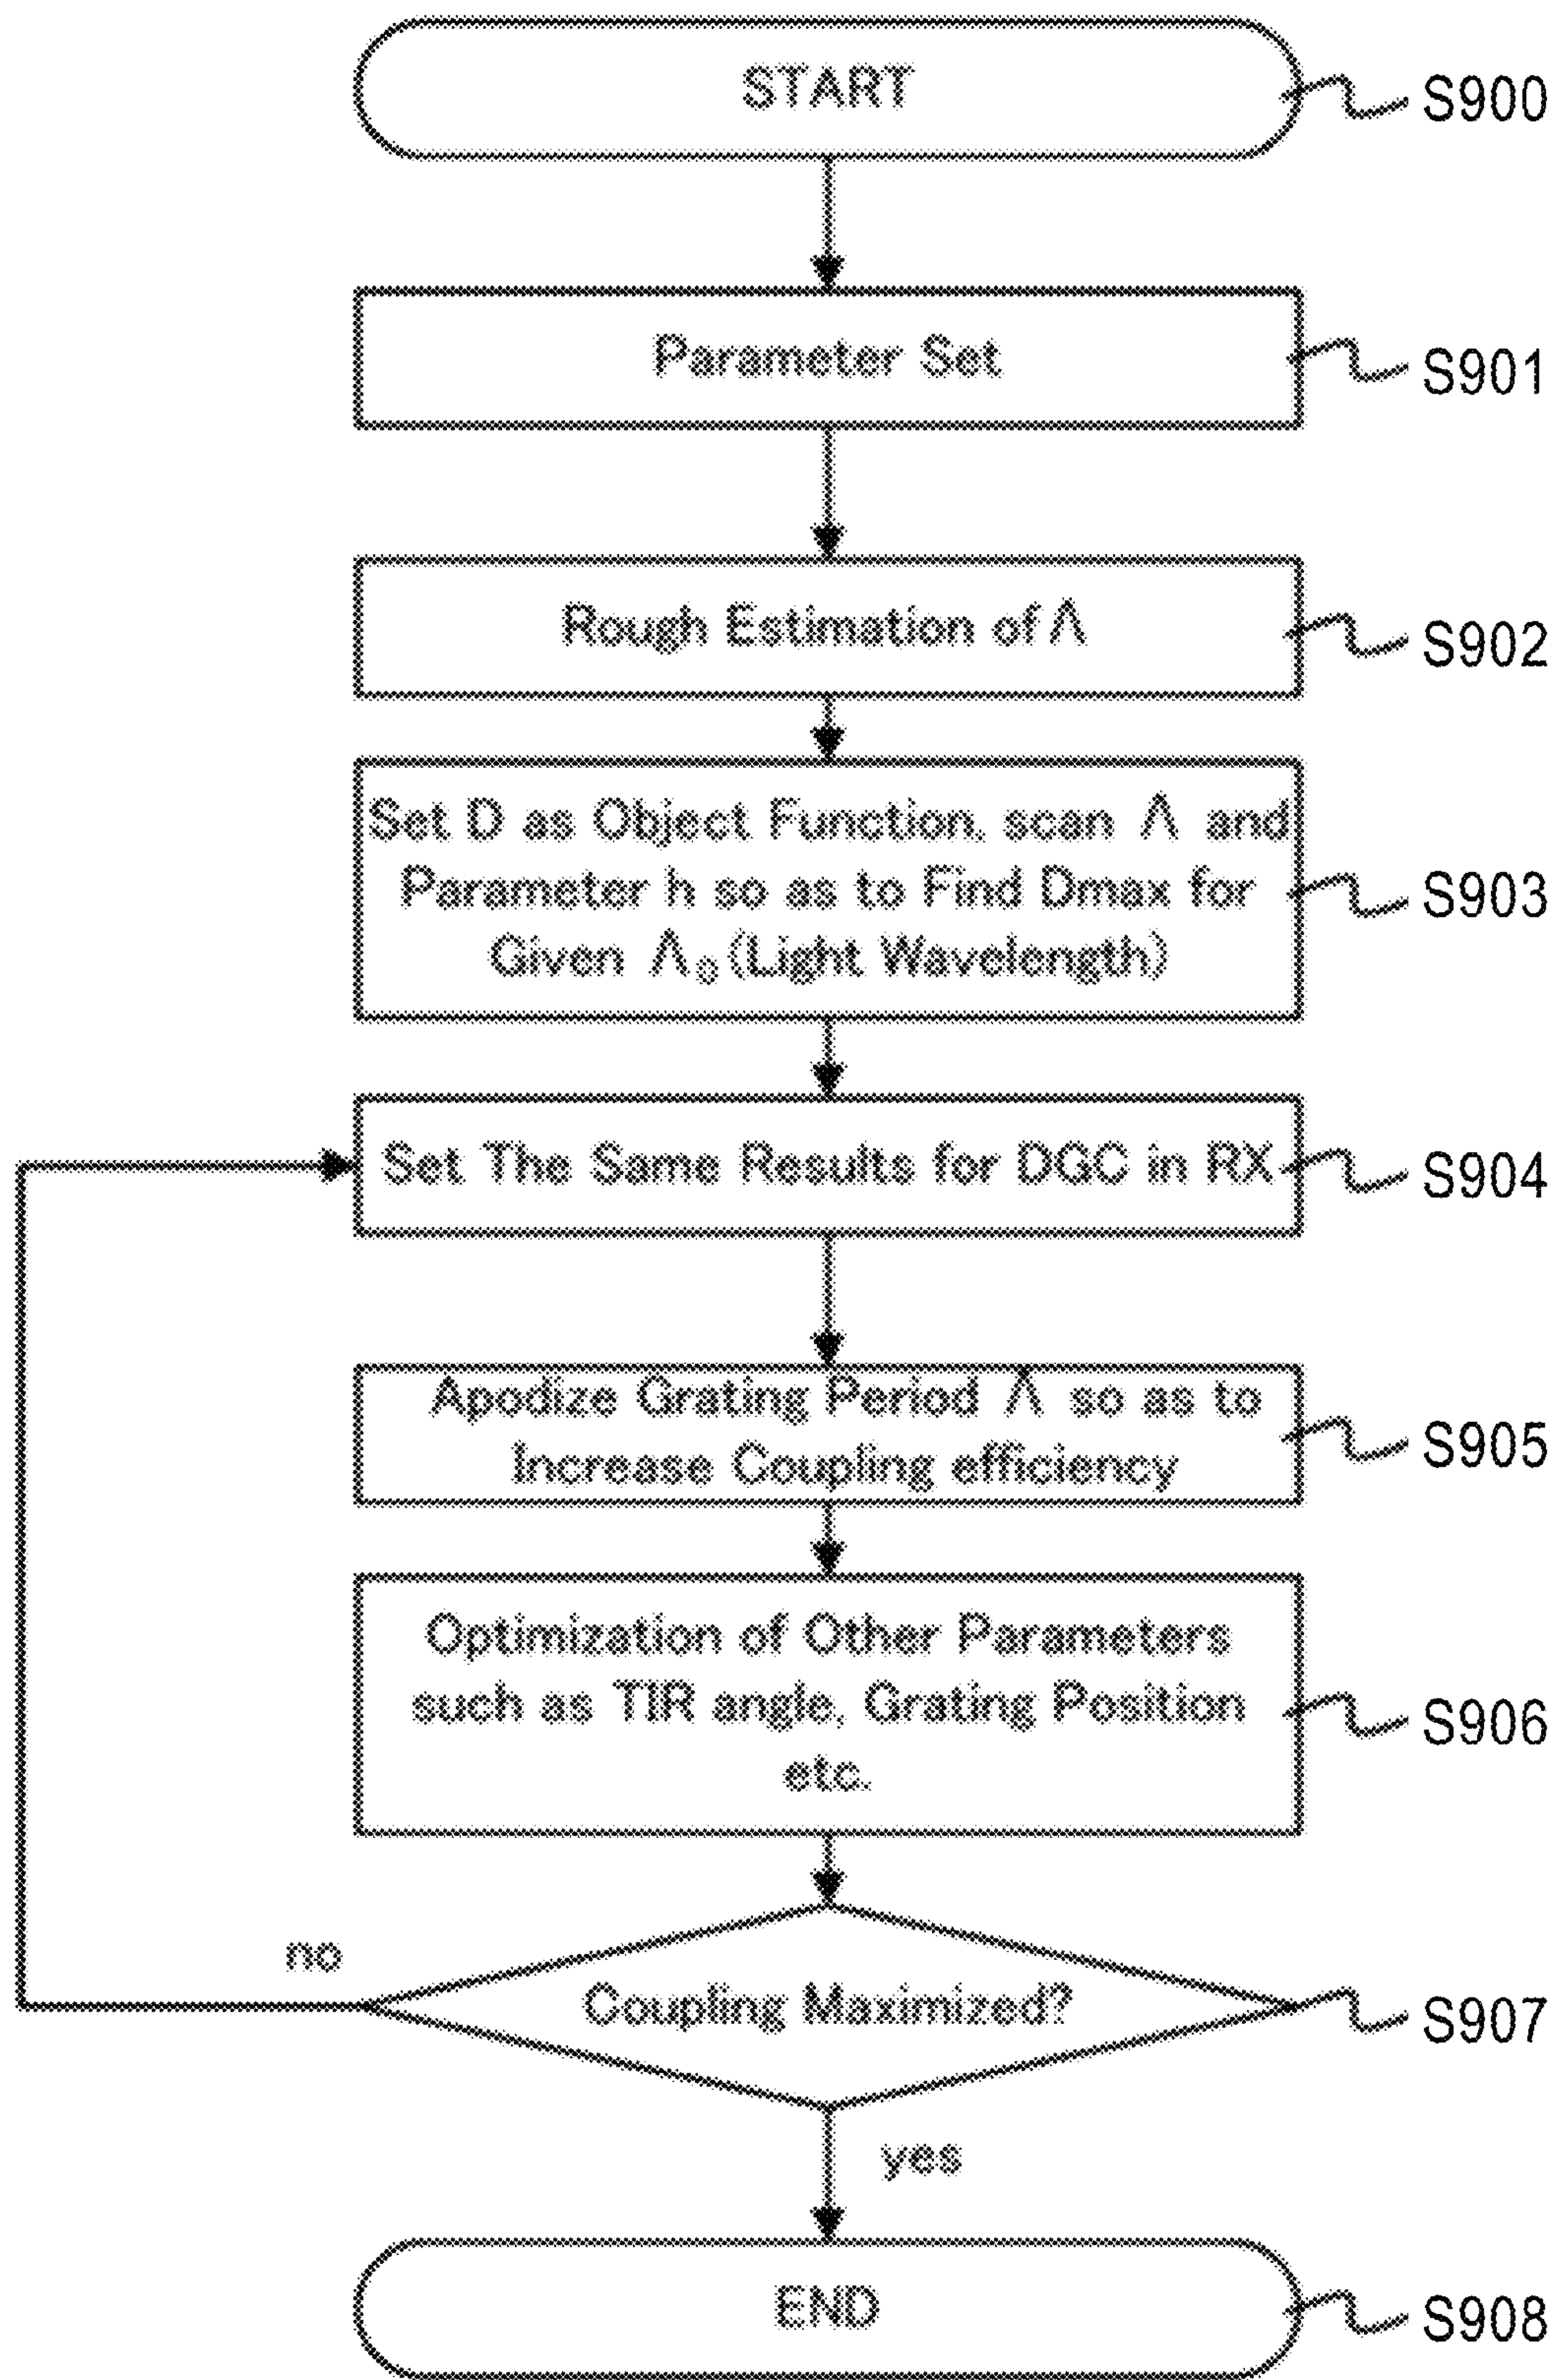 START
S900
Parameter Set
S901
Rough Estimation of Λ
S902
Set D as Object Function, scan Λ and
Parameter h so as to Find Dmax for
Given Λ₀ (Light Wavelength)
S903
Set The Same Results for DGC in RX
S904
Apodize Grating Period Λ so as to
Increase Coupling efficiency
S905
Optimization of Other Parameters
such as TIR angle, Grating Position
etc.
S906
no
Coupling Maximized?
S907
yes
END
S908